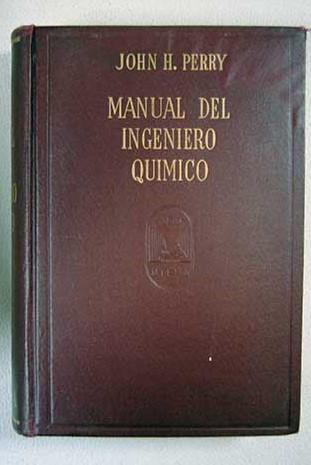 JOHN H. PERRY
MANUAL DEL
INGENIERO
QUIMICO